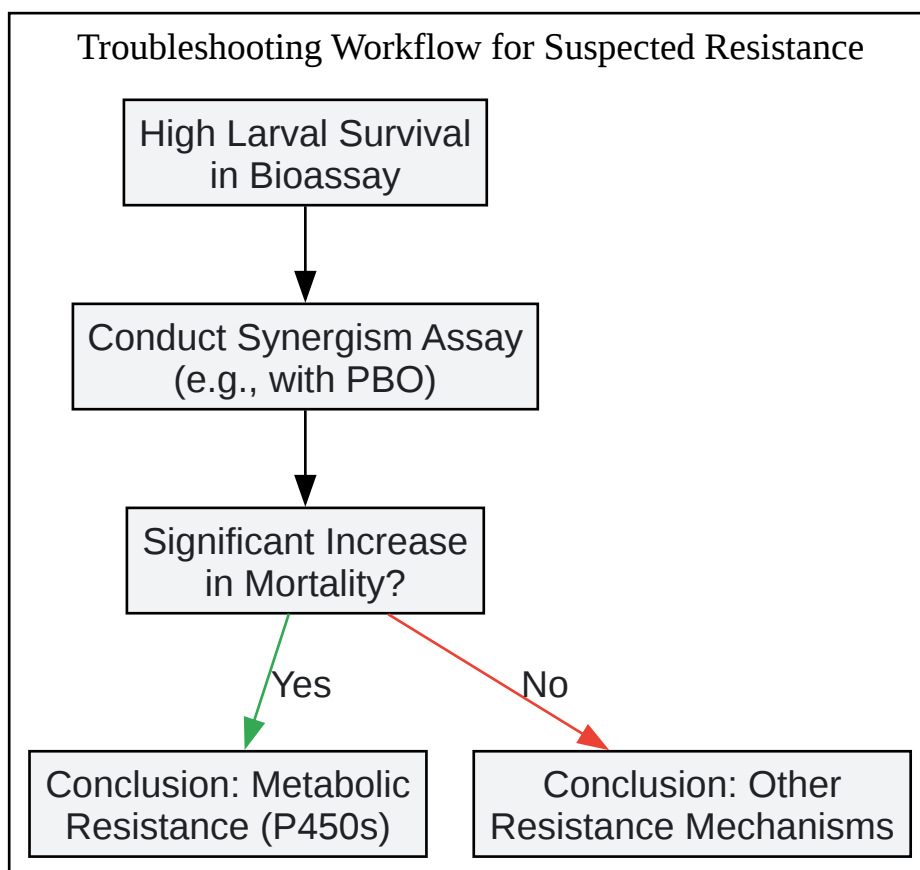 Troubleshooting Workflow for Suspected Resistance
High Larval Survival
in Bioassay
Conduct Synergism Assay
(e.g., with PBO)
Significant Increase
in Mortality?
Yes
No
Conclusion: Metabolic
Resistance (P450s)
Conclusion: Other
Resistance Mechanisms